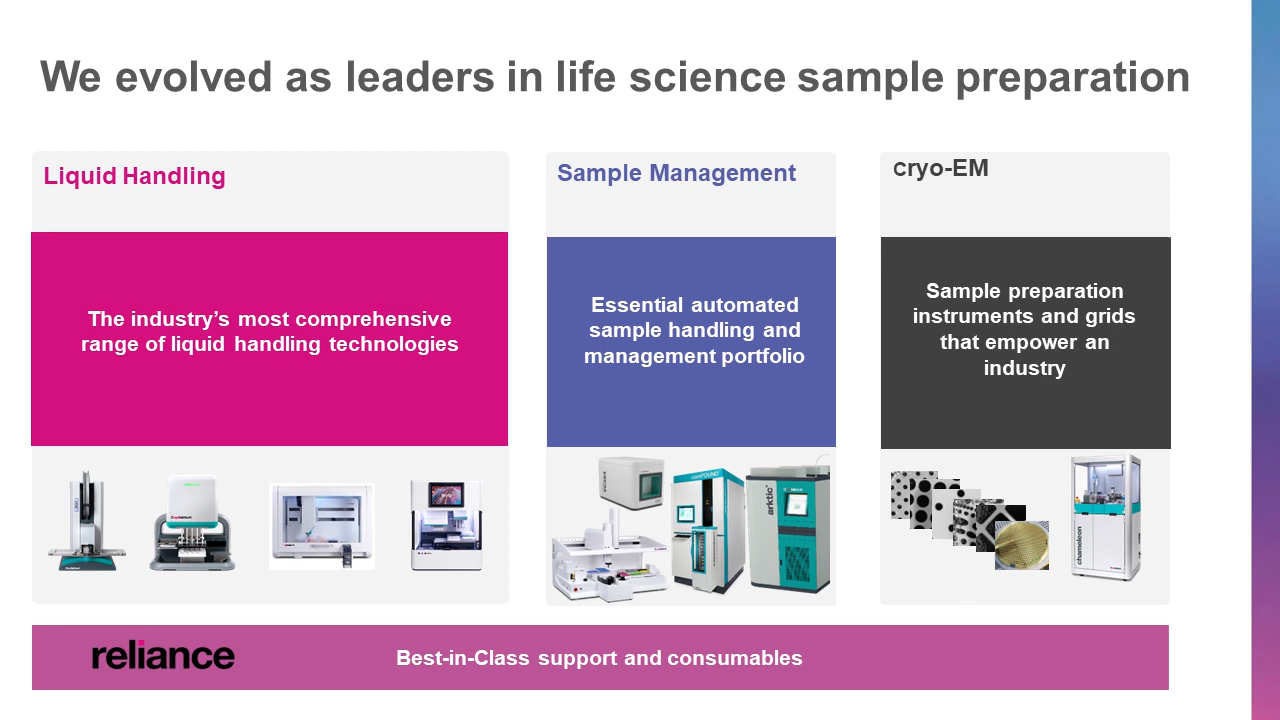 We evolved as leaders in life science sample preparation
Liquid Handling
The industry’s most comprehensive
range of liquid handling technologies
Sample Management
Essential automated
sample handling and
management portfolio
cryo-EM
Sample preparation
instruments and grids
that empower an
industry
arktic
chameleon
reliance
Best-in-Class support and consumables